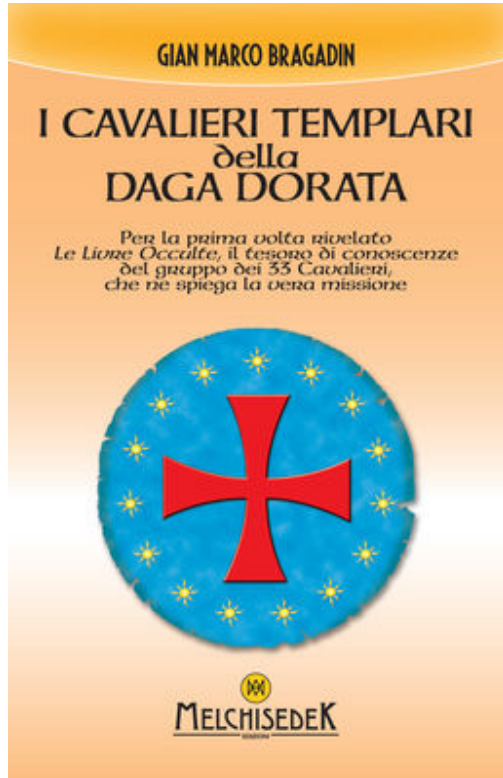 GIAN MARCO BRAGADIN
I CAVALIERI TEMPLARI
della
DAGA DORATA
Per la prima volta rivelato
Le Livre Occulte, il tesoro di conoscenze
del gruppo dei 33 Cavalieri,
che ne spiega la vera missione
MELCHISEDEK
EDIZIONI